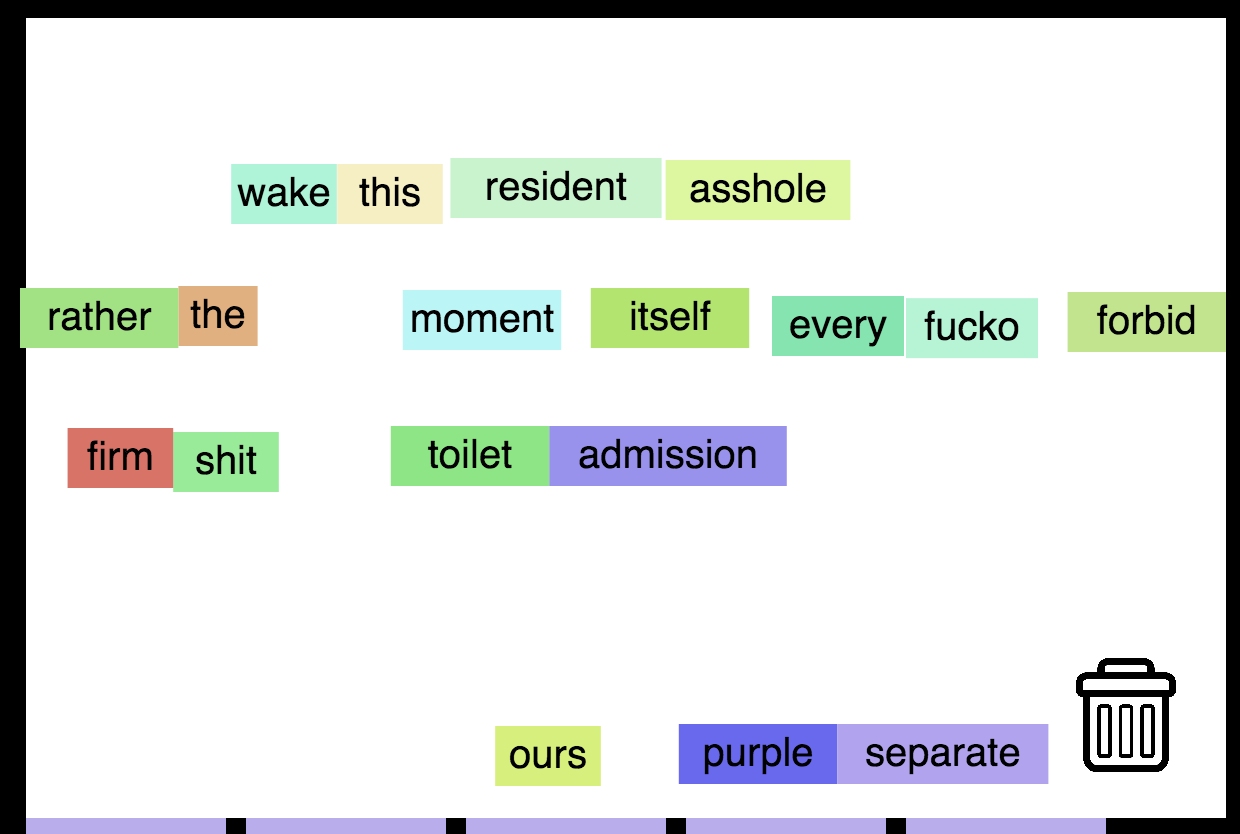 wake this resident asshole
rather the moment itself every fucko forbid
firm shit toilet admission
ours purple separate